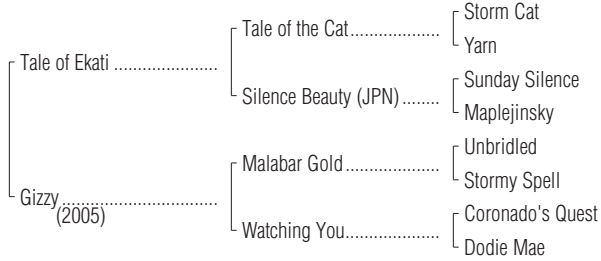 Storm Cat
Tale of the Cat....................
Yarn
Tale of Ekati .......................
Sunday Silence
Silence Beauty (JPN) ........
Maplejinsky
Unbridled
Malabar Gold.....................
Stormy Spell
Gizzy..................................
(2005)
Coronado's Quest
Watching You.....................
Dodie Mae